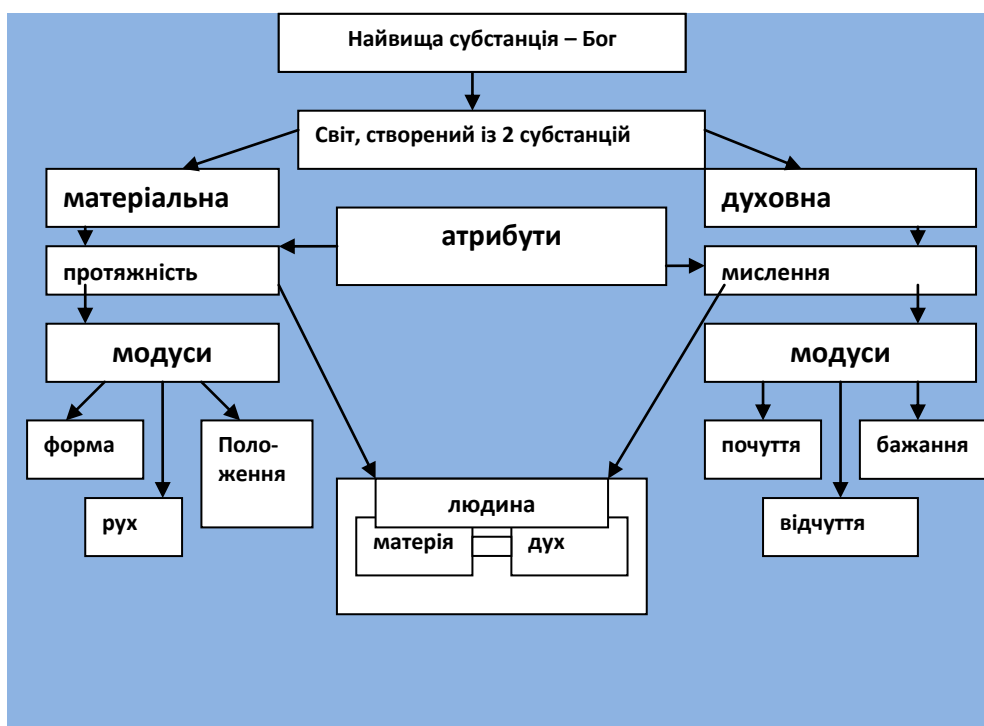 Найвища субстанція – Бог
Світ, створений із 2 субстанцій
матеріальна
духовна
атрибути
протяжність
мислення
модуси
модуси
форма
Поло-
ження
почуття
бажання
рух
відчуття
людина
матерія
дух